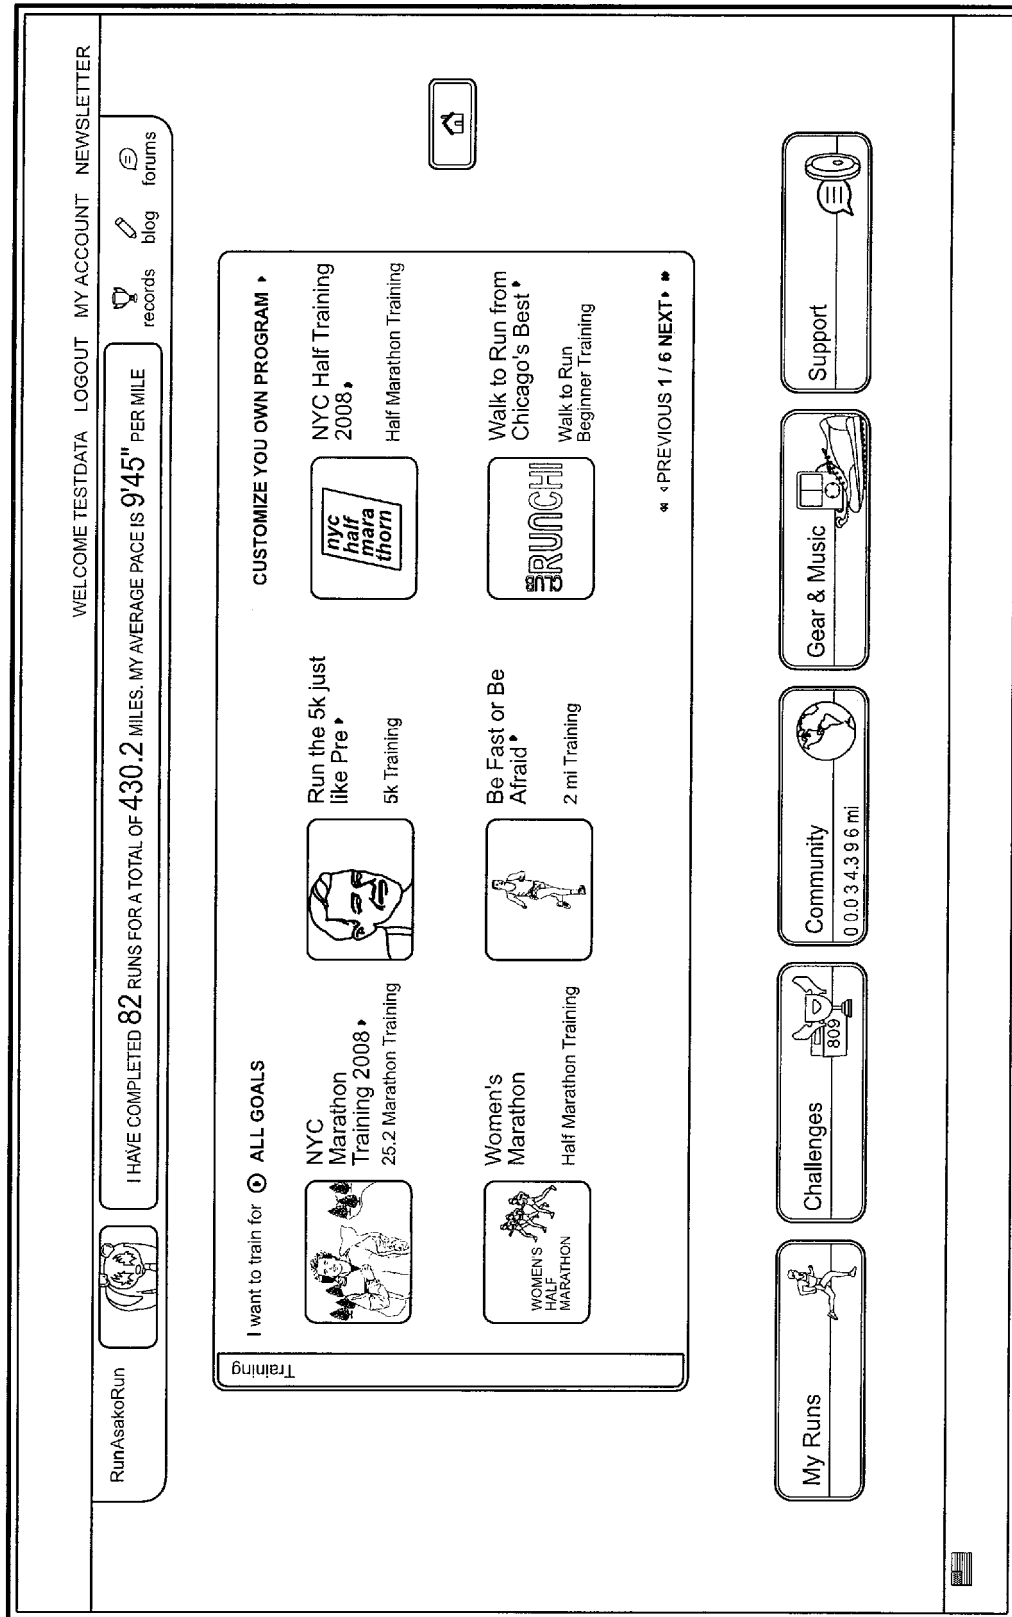 WELCOME TESTDATA LOGOUT MY ACCOUNT NEWSLETTER
RunAsakoRun
I HAVE COMPLETED 82 RUNS FOR A TOTAL OF 430.2 MILES. MY AVERAGE PACE IS 9'45" PER MILE
records
blog
forums
Training
I want to train for ALL GOALS
CUSTOMIZE YOU OWN PROGRAM
NYC
Marathon
Training 2008
25.2 Marathon Training
Run the 5k just
like Pre
5k Training
nyc
half
mara
thorn
NYC Half Training
2008
Half Marathon Training
WOMEN'S
HALF
MARATHON
Women's
Marathon
Half Marathon Training
Be Fast or Be
Afraid
2 mi Training
CLUB
RUNCHI
Walk to Run from
Chicago's Best
Walk to Run
Beginner Training
PREVIOUS 1 / 6 NEXT
My Runs
Challenges
809
Community
0 0.0 3 4.3 9 6 mi
Gear & Music
Support